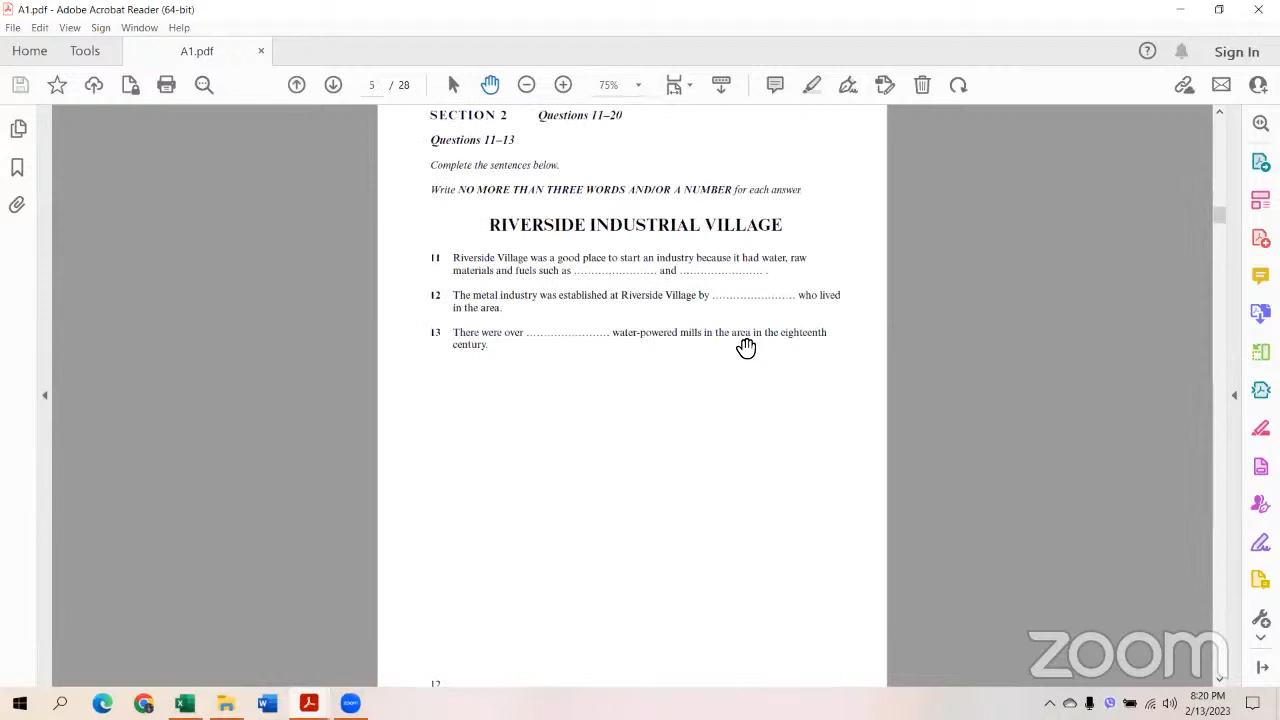 A1.pdf - Adobe Acrobat Reader (64-bit)
File Edit View Sign Window Help
Home Tools A1.pdf × Sign In
5 / 28 75%
SECTION 2 Questions 11–20
Questions 11–13
Complete the sentences below.
Write NO MORE THAN THREE WORDS AND/OR A NUMBER for each answer
RIVERSIDE INDUSTRIAL VILLAGE
11 Riverside Village was a good place to start an industry because it had water, raw
materials and fuels such as ........................ and ........................ .
12 The metal industry was established at Riverside Village by ........................ who lived
in the area.
13 There were over ........................ water-powered mills in the area in the eighteenth
century.
12
zoom
zoom
8:20 PM
2/13/2023